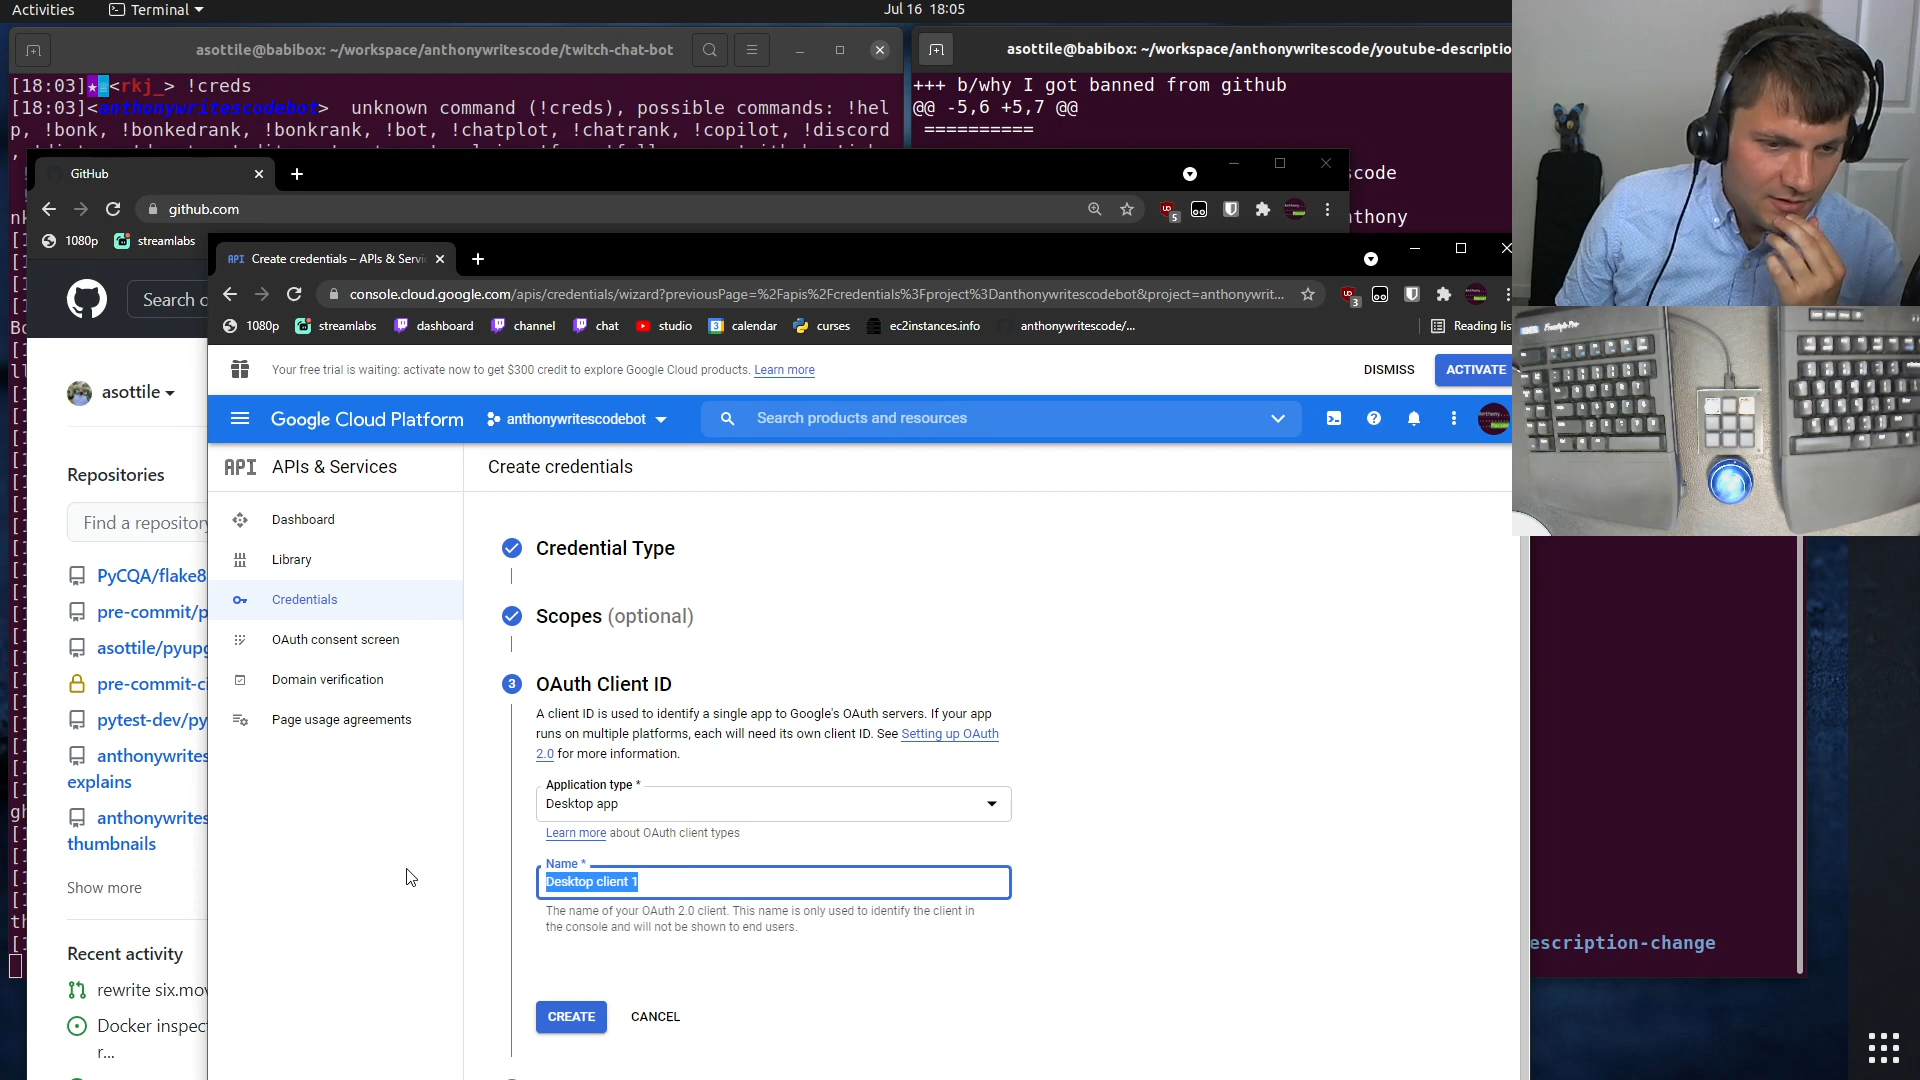 Activities
Terminal
Jul 16 18:05
asottile@babibox: ~/workspace/anthonywritescode/twitch-chat-bot
[18:03] <rkj_> !creds
[18:03]<anthonywritescodebot> unknown command (!creds), possible commands: !hel
p, !bonk, !bonkedrank, !bonkrank, !bot, !chatplot, !chatrank, !copilot, !discord
asottile@babibox: ~/workspace/anthonywritescode/youtube-descriptio
+++ b/why I got banned from github
@@ -5,6 +5,7 @@
==========
scode
nthony
escription-change
GitHub
github.com
1080p
streamlabs
Search o
asottile
Repositories
Find a repository
PyCQA/flake8
pre-commit/p
asottile/pyupg
pre-commit-ci
pytest-dev/py
anthonywrites
explains
anthonywrites
thumbnails
Show more
Recent activity
rewrite six.mov
Docker inspec
r...
API Create credentials – APIs & Servi
console.cloud.google.com/apis/credentials/wizard?previousPage=%2Fapis%2Fcredentials%3Fproject%3Danthonywritescodebot&project=anthonywrit...
1080p
streamlabs
dashboard
channel
chat
studio
calendar
curses
ec2instances.info
anthonywritescode/...
Reading lis
Your free trial is waiting: activate now to get $300 credit to explore Google Cloud products. Learn more
DISMISS
ACTIVATE
Google Cloud Platform
anthonywritescodebot
Search products and resources
API APIs & Services
Create credentials
Dashboard
Library
Credentials
OAuth consent screen
Domain verification
Page usage agreements
Credential Type
Scopes (optional)
3 OAuth Client ID
A client ID is used to identify a single app to Google's OAuth servers. If your app
runs on multiple platforms, each will need its own client ID. See Setting up OAuth
2.0 for more information.
Application type *
Desktop app
Learn more about OAuth client types
Name *
Desktop client 1
The name of your OAuth 2.0 client. This name is only used to identify the client in
the console and will not be shown to end users.
CREATE
CANCEL